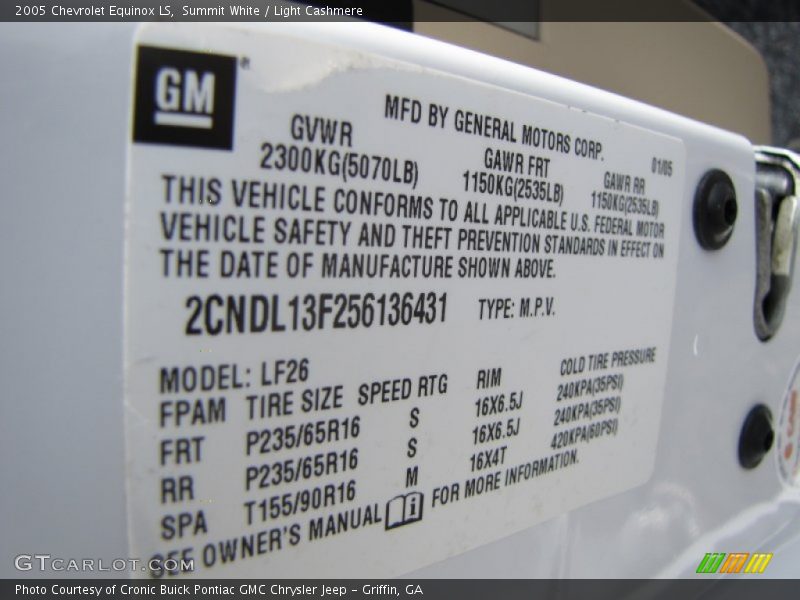 2005 Chevrolet Equinox LS,  Summit White / Light Cashmere
GM®
MFD BY GENERAL MOTORS CORP.
01/05
GVWR GAWR FRT GAWR RR
2300KG(5070LB) 1150KG(2535LB) 1150KG(2535LB)
THIS VEHICLE CONFORMS TO ALL APPLICABLE U.S. FEDERAL MOTOR
VEHICLE SAFETY AND THEFT PREVENTION STANDARDS IN EFFECT ON
THE DATE OF MANUFACTURE SHOWN ABOVE.
2CNDL13F256136431 TYPE: M.P.V.
MODEL: LF26
FPAM TIRE SIZE SPEED RTG RIM COLD TIRE PRESSURE
FRT P235/65R16 S 16X6.5J 240KPA(35PSI)
RR P235/65R16 S 16X6.5J 240KPA(35PSI)
SPA T155/90R16 M 16X4T 420KPA(60PSI)
SEE OWNER'S MANUAL i FOR MORE INFORMATION.
GTCARLOT.COM
Photo Courtesy of Cronic Buick Pontiac GMC Chrysler Jeep – Griffin, GA